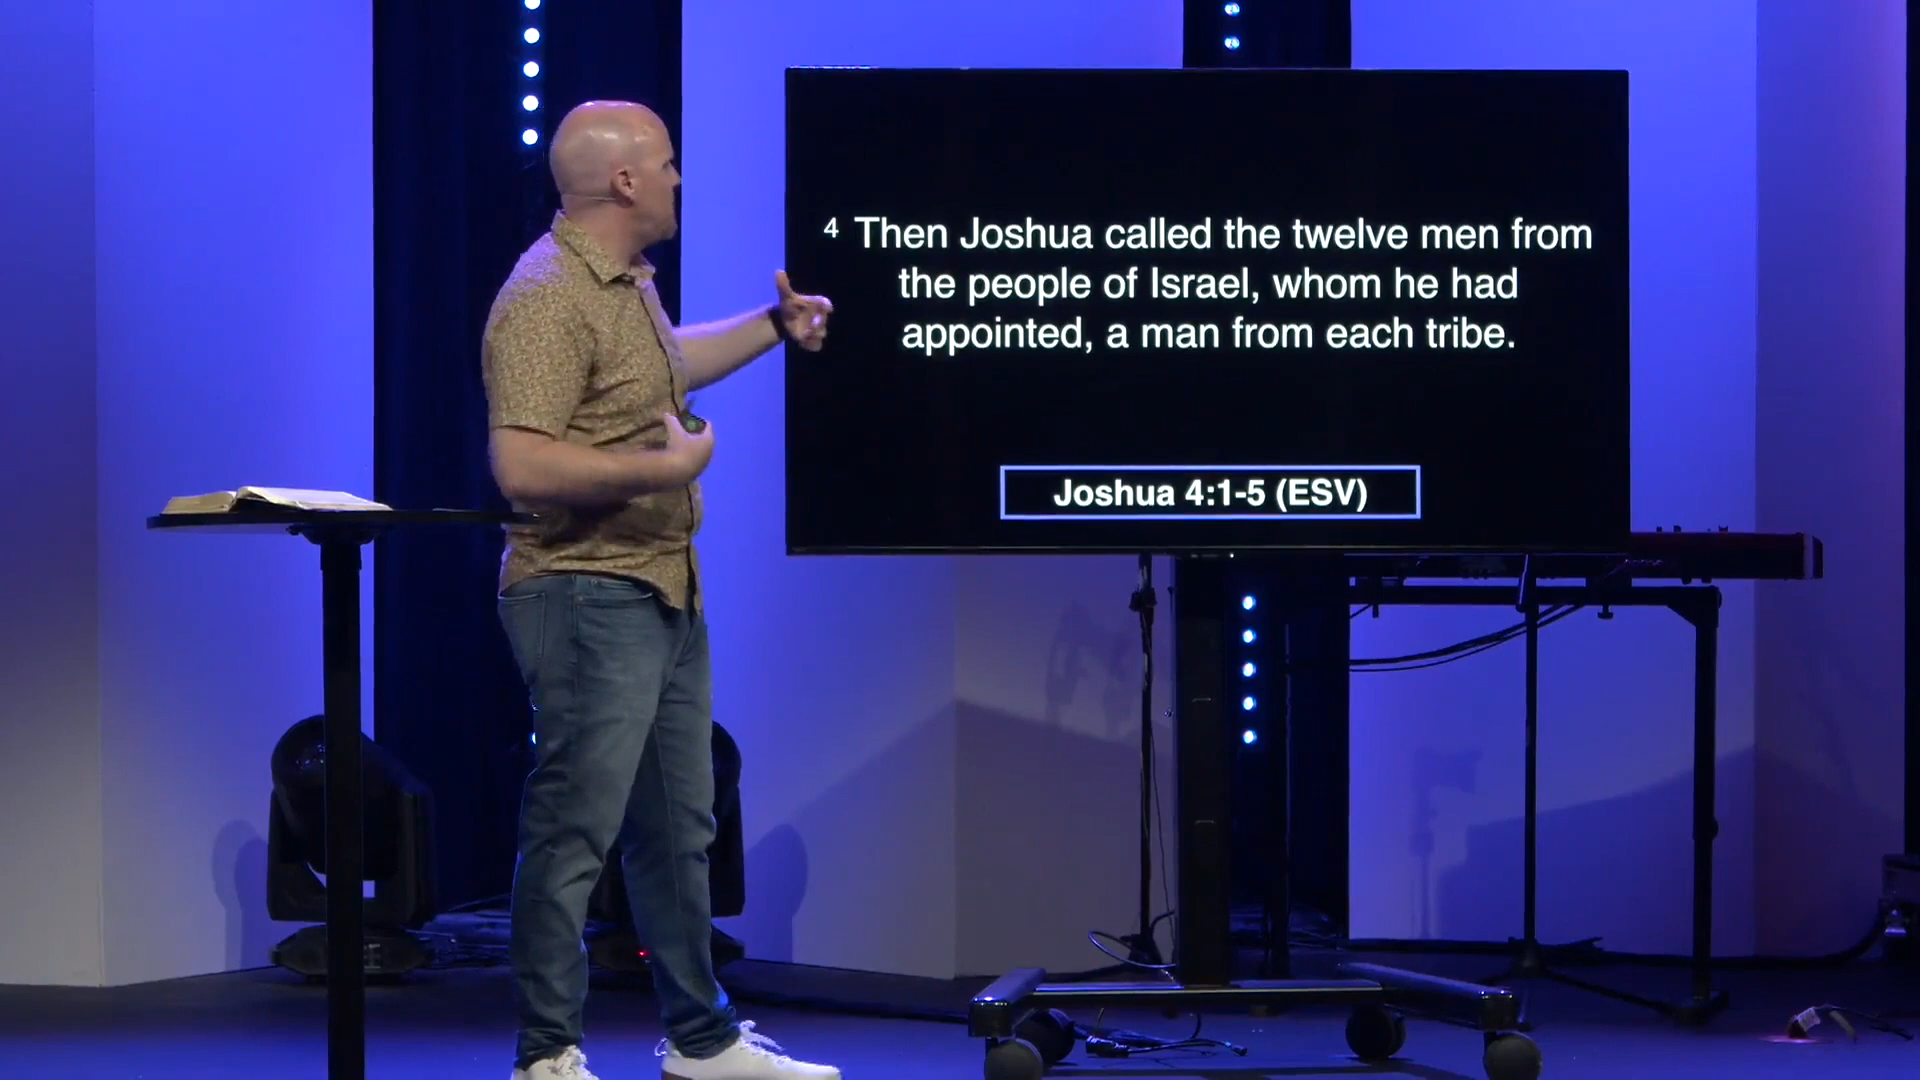 4 Then Joshua called the twelve men from
the people of Israel, whom he had
appointed, a man from each tribe.
Joshua 4:1-5 (ESV)